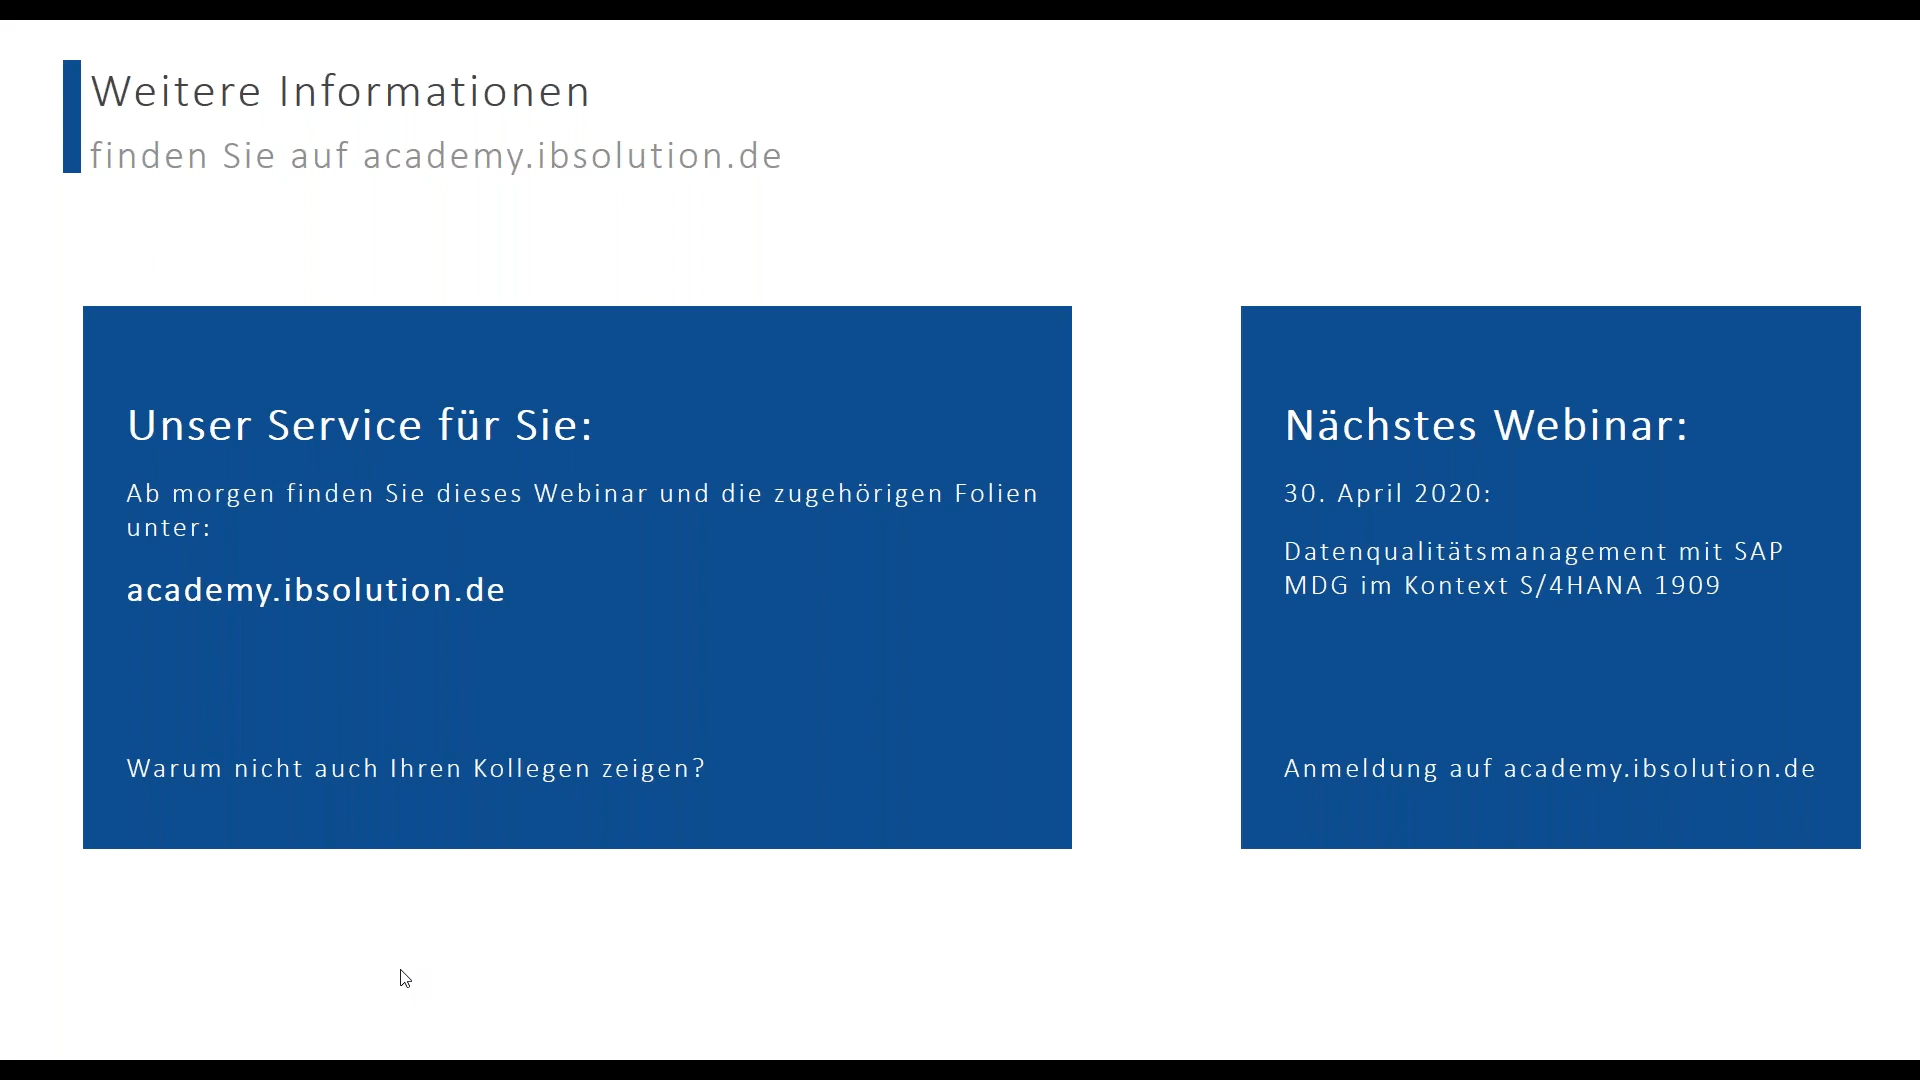 Weitere Informationen
finden Sie auf academy.ibsolution.de
Unser Service für Sie:
Ab morgen finden Sie dieses Webinar und die zugehörigen Folien
unter:
academy.ibsolution.de
Warum nicht auch Ihren Kollegen zeigen?
Nächstes Webinar:
30. April 2020:
Datenqualitätsmanagement mit SAP
MDG im Kontext S/4HANA 1909
Anmeldung auf academy.ibsolution.de